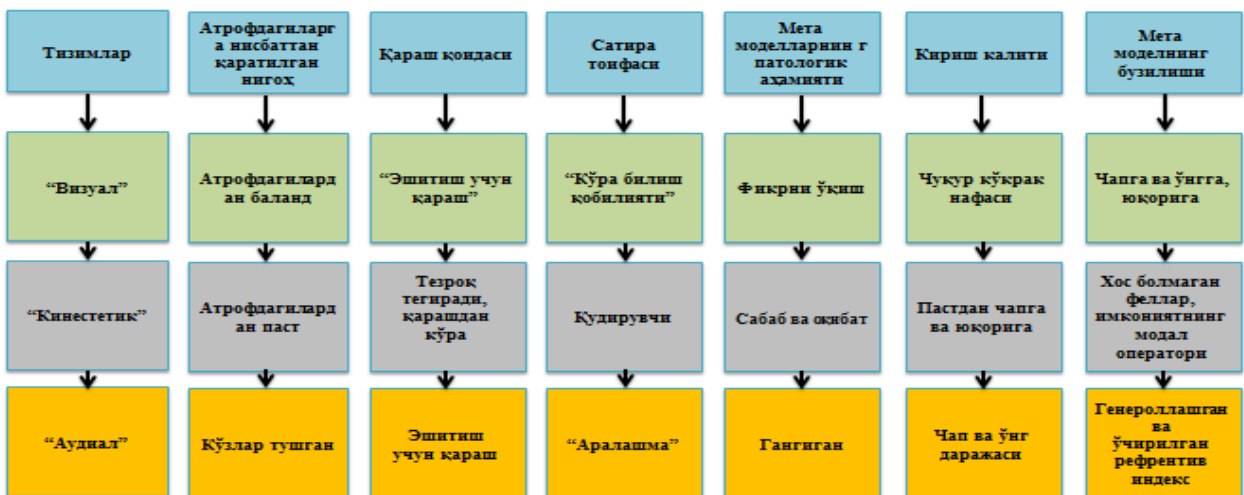 Тизимлар
Атрофдагиларг
а нисбаттан
қаратилган
нигоҳ
Қараш қоидаси
Сатира
тоифаси
Мета
моделларнин г
патологик
аҳамияти
Кириш калити
Мета
моделнинг
бузилиши
“Визуал”
Атрофдагилард
ан баланд
“Эшитиш учун
қараш”
“Кўра билиш
қобилияти”
Фикрни ўқиш
Чуқур кўкрак
нафаси
Чапга ва ўнгга,
юқорига
“Кинестетик”
Атрофдагилард
ан паст
Тезроқ
тегиради,
қарашдан
кўра
Қудирувчи
Сабаб ва оқибат
Пастдан чапга
ва юқорига
Хос болмаган
феллар,
имкониятнинг
модал
оператори
“Аудиал”
Кўзлар тушган
Эшитиш
учун қараш
“Аралашма”
Гангиган
Чап ва ўнг
даражаси
Генероллашган
ва
ўчирилган
рефрентив
индекс